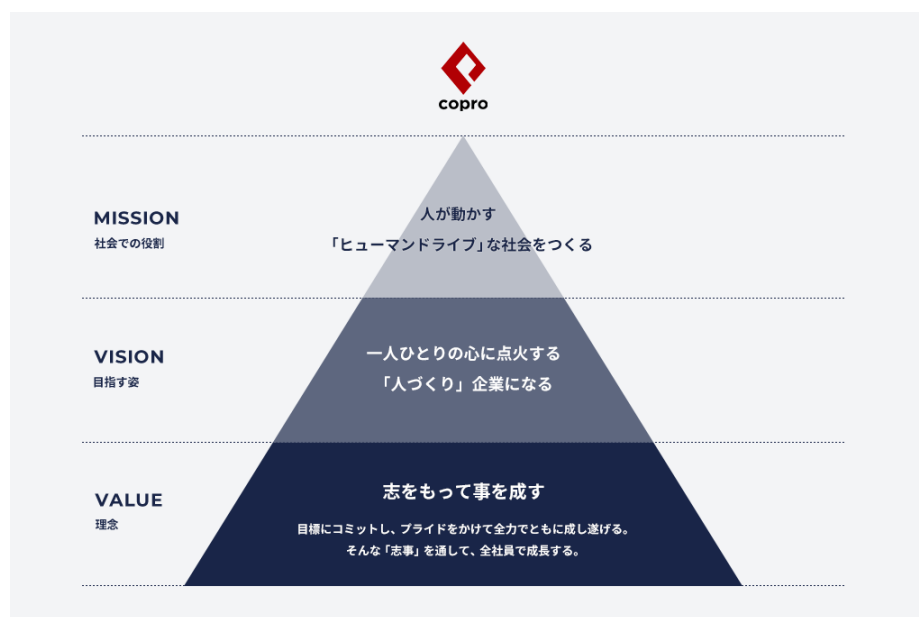 copro
MISSION
社会での役割
人が動かす
「ヒューマンドライブ」な社会をつくる
VISION
目指す姿
一人ひとりの心に点火する
「人づくり」企業になる
VALUE
理念
志をもって事を成す
目標にコミットし、プライドをかけて全力でともに成し遂げる。
そんな「志事」を通して、全社員で成長する。